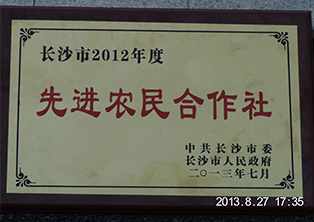 长沙市2012年度
先进农民合作社
中共长沙市委
长沙市人民政府
二〇一三年七月
2013.8.27 17:35